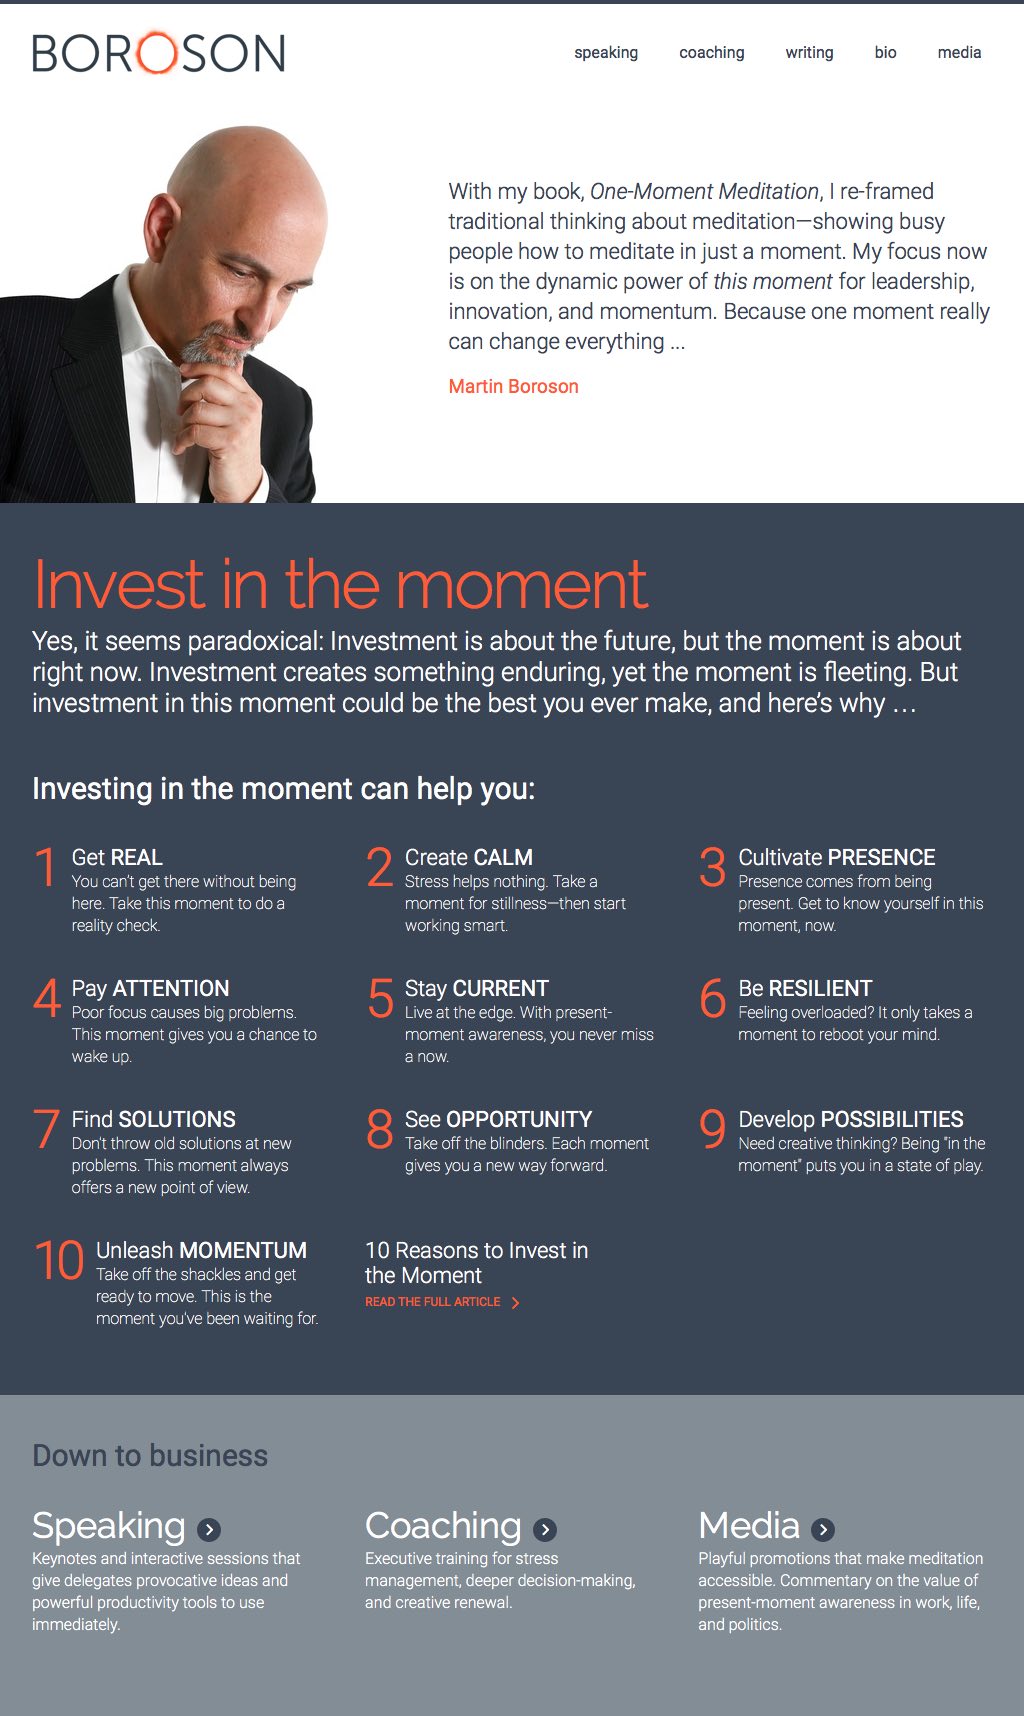 BOROSON
speaking coaching writing bio media
With my book, One-Moment Meditation, I re-framed
traditional thinking about meditation—showing busy
people how to meditate in just a moment. My focus now
is on the dynamic power of this moment for leadership,
innovation, and momentum. Because one moment really
can change everything ...
Martin Boroson
Invest in the moment
Yes, it seems paradoxical: Investment is about the future, but the moment is about
right now. Investment creates something enduring, yet the moment is fleeting. But
investment in this moment could be the best you ever make, and here’s why …
Investing in the moment can help you:
1 Get REAL
You can't get there without being
here. Take this moment to do a
reality check.
2 Create CALM
Stress helps nothing. Take a
moment for stillness—then start
working smart.
3 Cultivate PRESENCE
Presence comes from being
present. Get to know yourself in this
moment, now.
4 Pay ATTENTION
Poor focus causes big problems.
This moment gives you a chance to
wake up.
5 Stay CURRENT
Live at the edge. With present-
moment awareness, you never miss
a now.
6 Be RESILIENT
Feeling overloaded? It only takes a
moment to reboot your mind.
7 Find SOLUTIONS
Don't throw old solutions at new
problems. This moment always
offers a new point of view.
8 See OPPORTUNITY
Take off the blinders. Each moment
gives you a new way forward.
9 Develop POSSIBILITIES
Need creative thinking? Being "in the
moment" puts you in a state of play.
10 Unleash MOMENTUM
Take off the shackles and get
ready to move. This is the
moment you've been waiting for.
10 Reasons to Invest in
the Moment
READ THE FULL ARTICLE
Down to business
Speaking
Keynotes and interactive sessions that
give delegates provocative ideas and
powerful productivity tools to use
immediately.
Coaching
Executive training for stress
management, deeper decision-making,
and creative renewal.
Media
Playful promotions that make meditation
accessible. Commentary on the value of
present-moment awareness in work, life,
and politics.